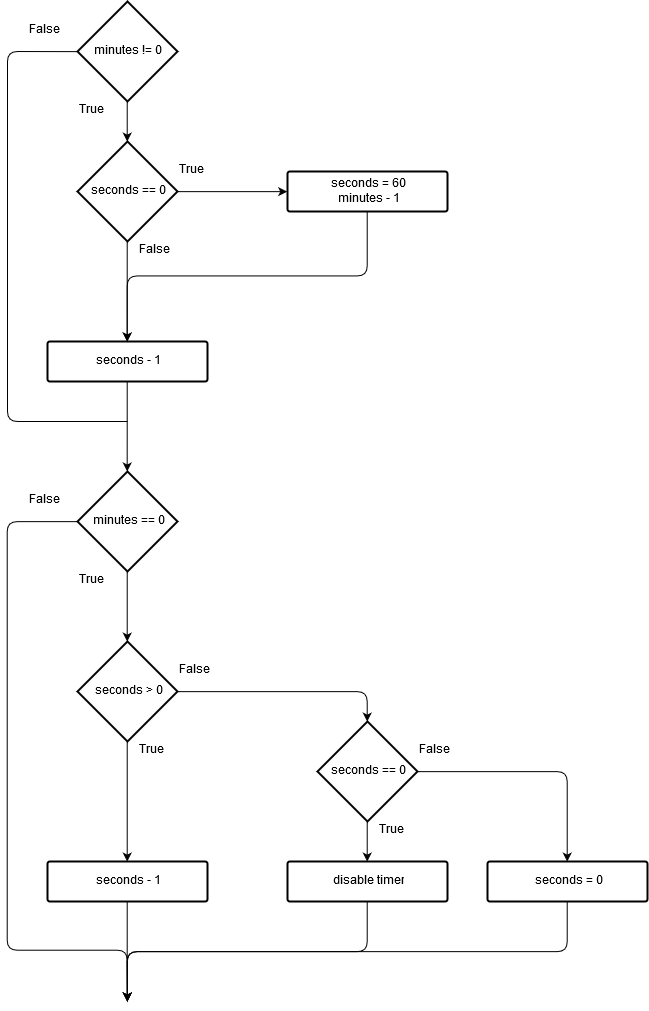 False
minutes != 0
True
True
seconds == 0
seconds = 60
minutes - 1
False
seconds - 1
False
minutes == 0
True
False
seconds > 0
True
False
seconds == 0
True
seconds - 1
disable timer
seconds = 0